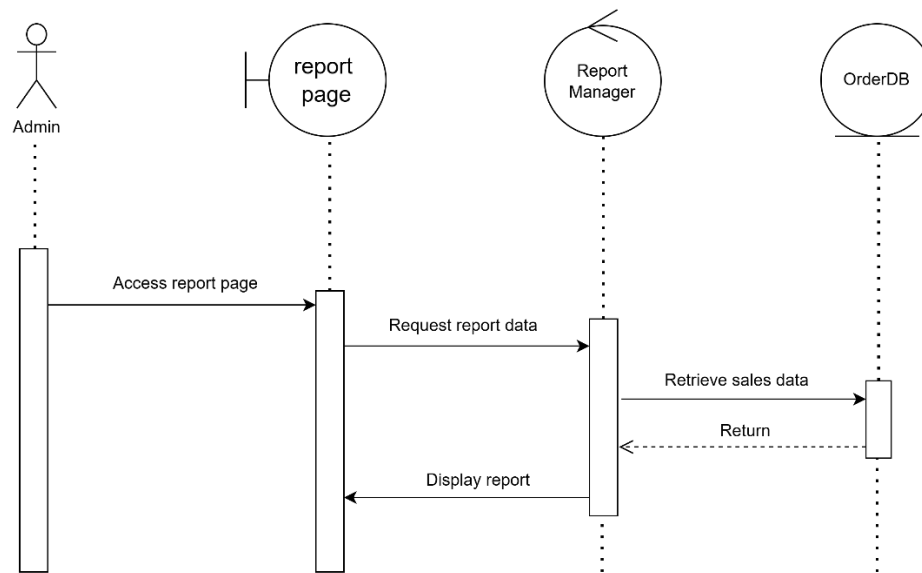 report
page
Report
Manager
OrderDB
Admin
Access report page
Request report data
Retrieve sales data
Return
Display report